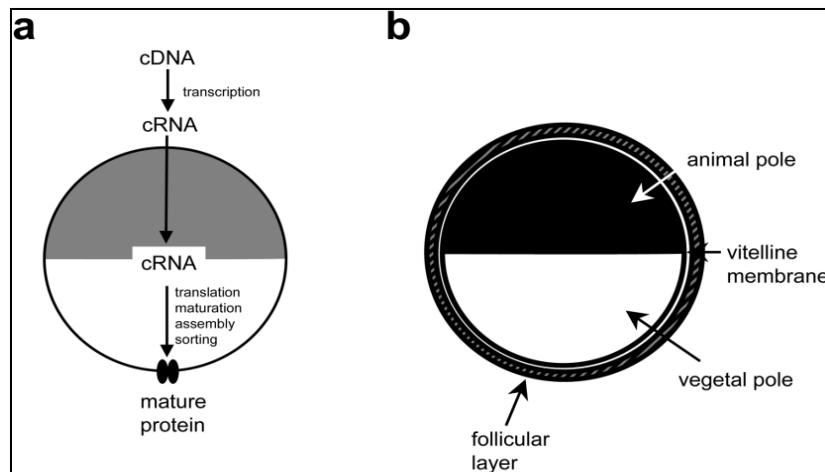 a
cDNA
transcription
cRNA
cRNA
translation
maturation
assembly
sorting
mature
protein
b
animal pole
vitelline
membrane
vegetal pole
follicular
layer